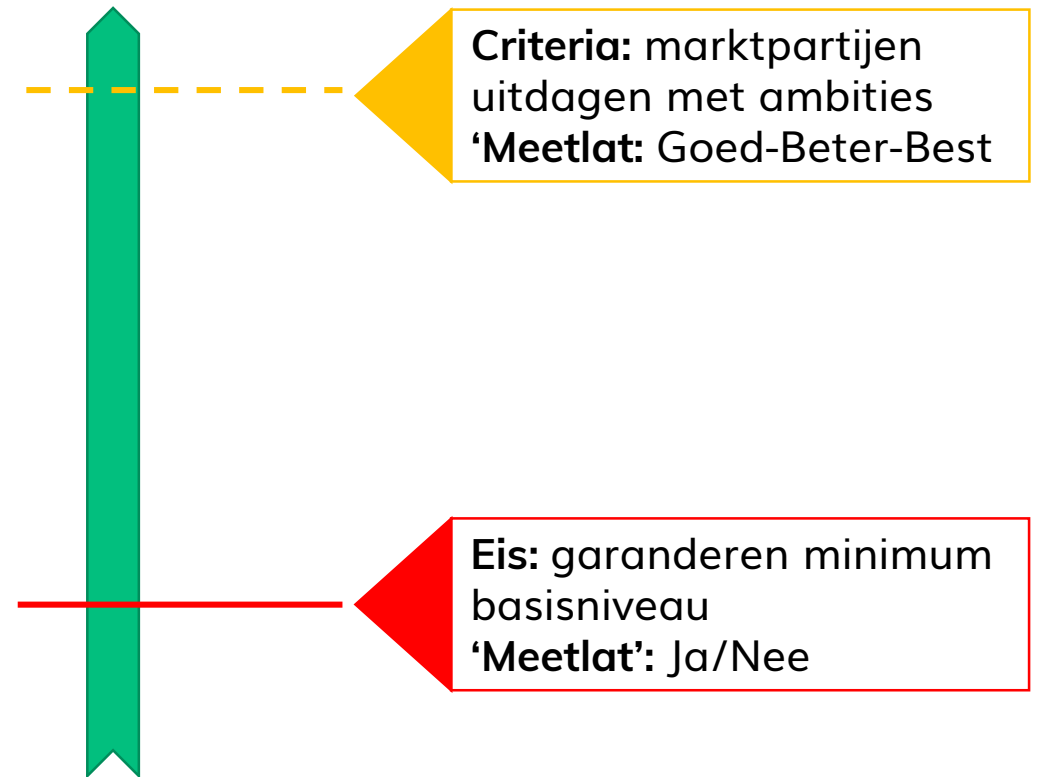 Criteria: marktpartijen
uitdagen met ambities
‘Meetlat: Goed-Beter-Best
Eis: garanderen minimum
basisniveau
‘Meetlat’: Ja/Nee